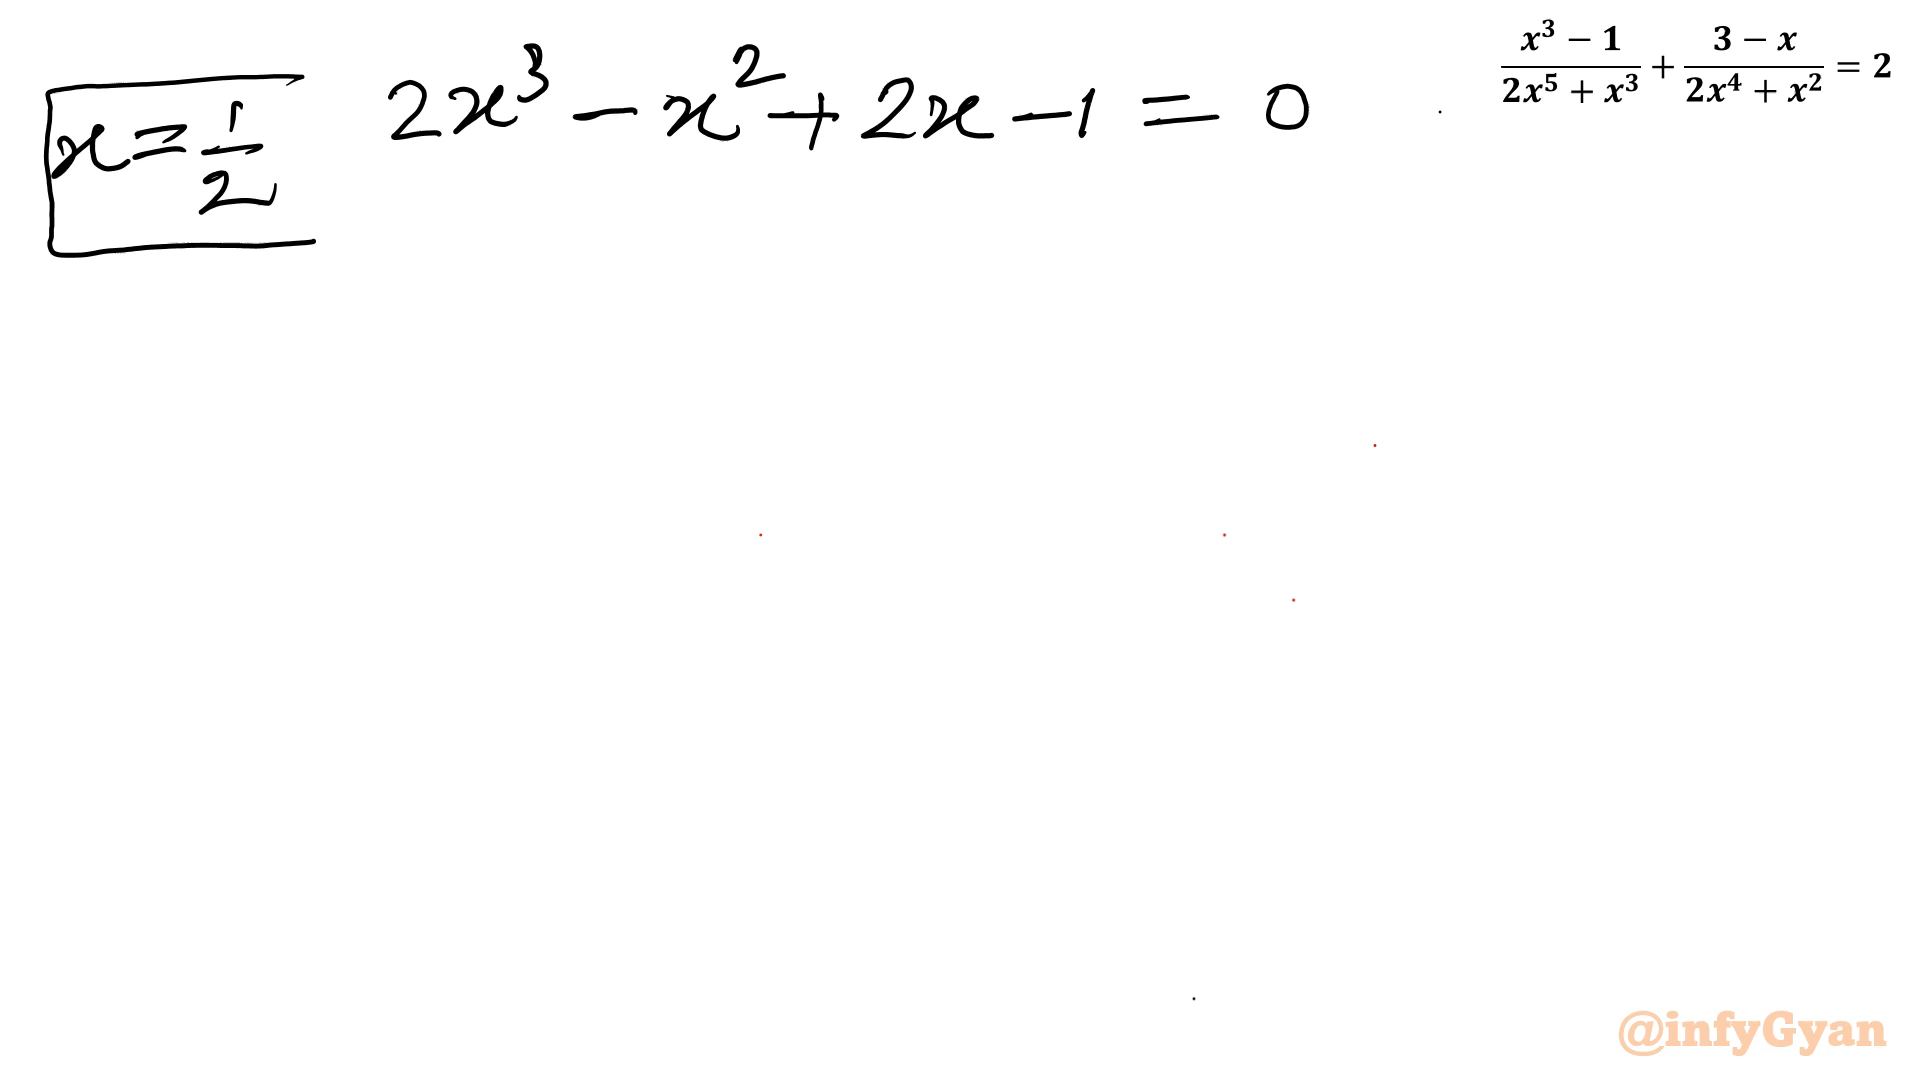 x = 1/2
2x³ − x² + 2x − 1 = 0
(x³ − 1)/(2x⁵ + x³) + (3 − x)/(2x⁴ + x²) = 2
@infyGyan